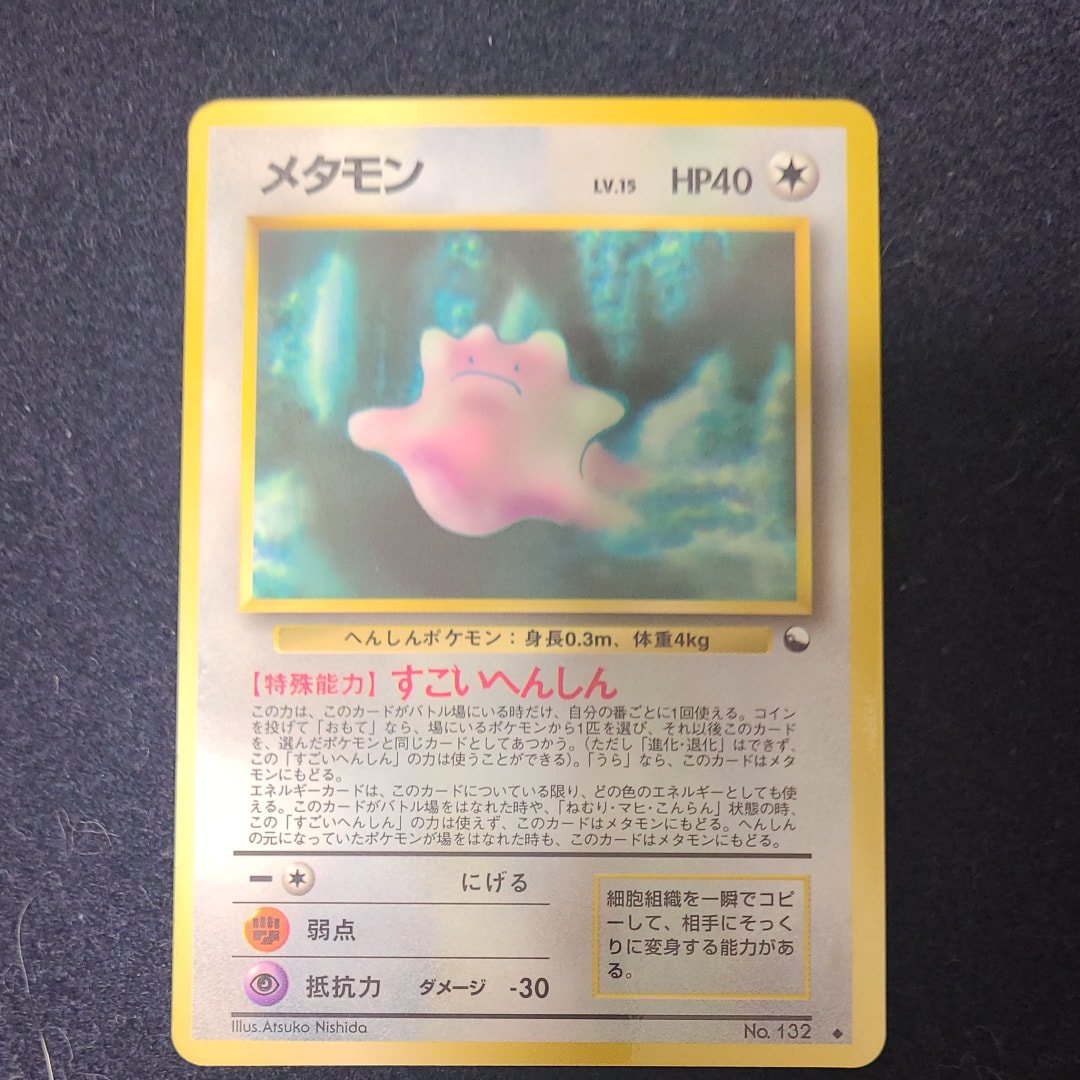 メタモン LV.15 HP40
へんしんポケモン：身長0.3m、体重4kg
【特殊能力】すごいへんしん
この力は、このカードがバトル場にいる時だけ、自分の番ごとに1回使える。コイン
を投げて「おもて」なら、場にいるポケモンから1匹を選び、それ以後このカード
を、選んだポケモンと同じカードとしてあつかう。（ただし「進化・退化」はできず、
この「すごいへんしん」の力は使うことができる）。「うら」なら、このカードはメタ
モンにもどる。
エネルギーカードは、このカードについている限り、どの色のエネルギーとしても使
える。このカードがバトル場をはなれた時や、「ねむり・マヒ・こんらん」状態の時、
この「すごいへんしん」の力は使えず、このカードはメタモンにもどる。へんしん
の元になっていたポケモンが場をはなれた時も、このカードはメタモンにもどる。
にげる
弱点
抵抗力 ダメージ -30
細胞組織を一瞬でコピ
ーして、相手にそっく
りに変身する能力があ
る。
Illus.Atsuko Nishida
No. 132